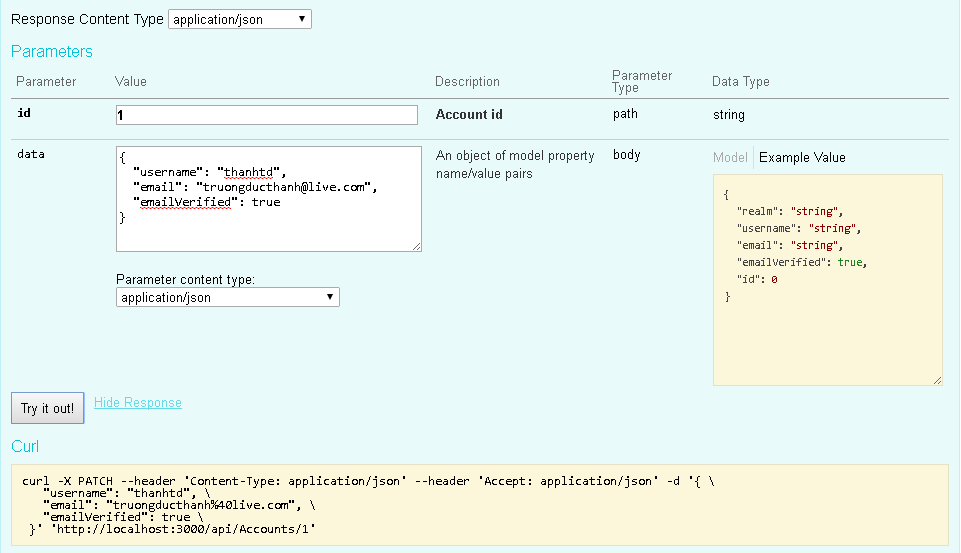 Response Content Type application/json
Parameters
Parameter Value Description Parameter Type Data Type
id 1 Account id path string
data
{
  "username": "thanhtd",
  "email": "truongducthanh@live.com",
  "emailVerified": true
}
Parameter content type:
application/json
An object of model property
name/value pairs
body
Model Example Value
{
  "realm": "string",
  "username": "string",
  "email": "string",
  "emailVerified": true,
  "id": 0
}
Try it out! Hide Response
Curl
curl -X PATCH --header 'Content-Type: application/json' --header 'Accept: application/json' -d '{ \
   "username": "thanhtd", \
   "email": "truongducthanh%40live.com", \
   "emailVerified": true \
 }' 'http://localhost:3000/api/Accounts/1'